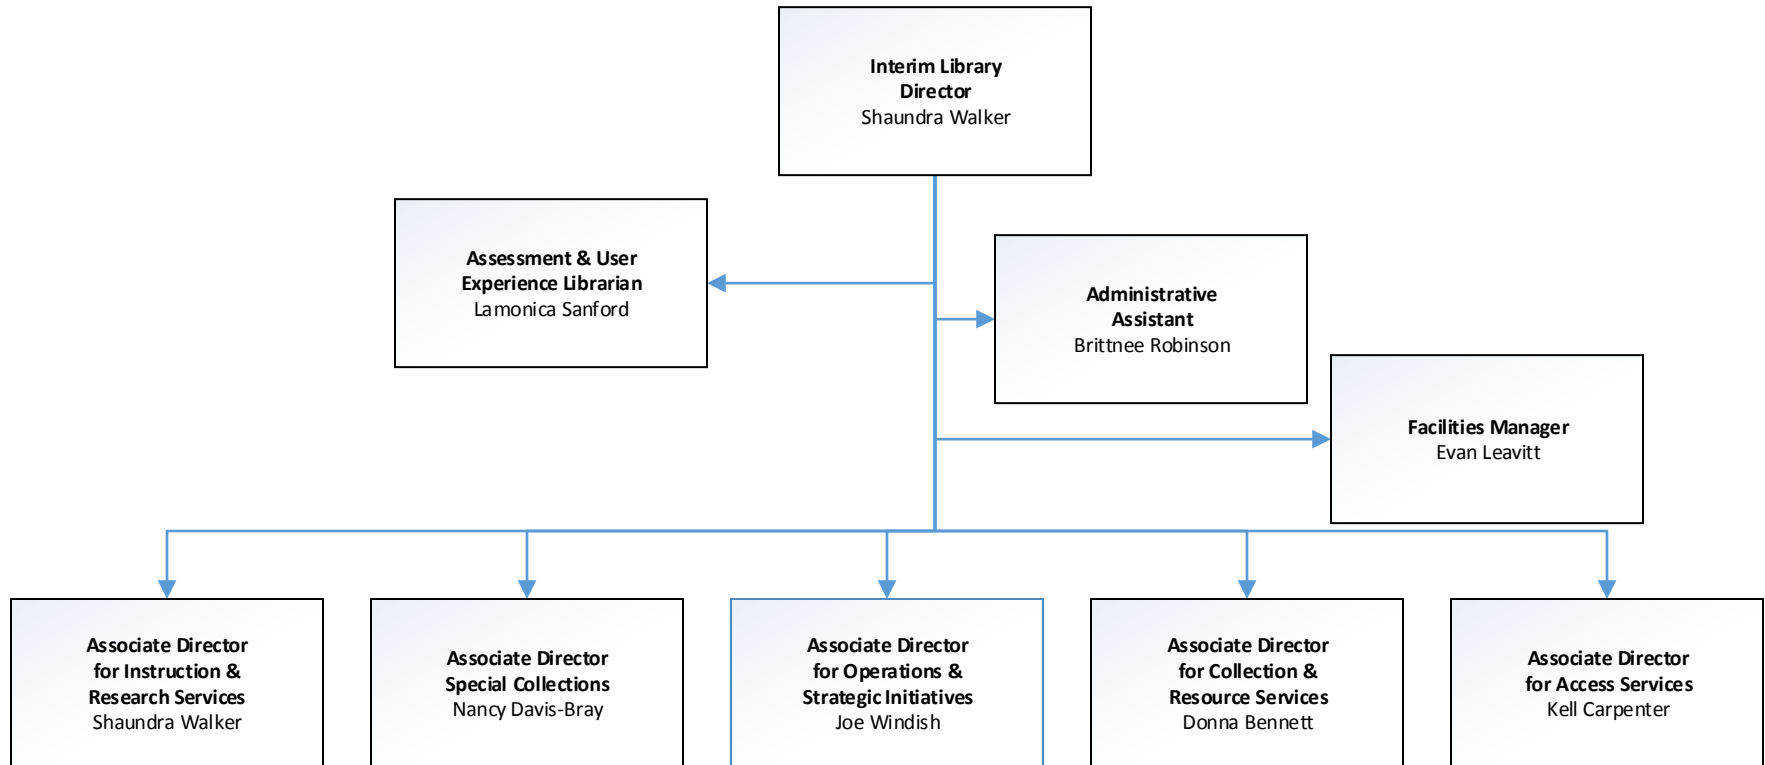 Interim Library
Director
Shaundra Walker
Assessment & User
Experience Librarian
Lamonica Sanford
Administrative
Assistant
Brittnee Robinson
Facilities Manager
Evan Leavitt
Associate Director
for Instruction &
Research Services
Shaundra Walker
Associate Director
Special Collections
Nancy Davis-Bray
Associate Director
for Operations &
Strategic Initiatives
Joe Windish
Associate Director
for Collection &
Resource Services
Donna Bennett
Associate Director
for Access Services
Kell Carpenter